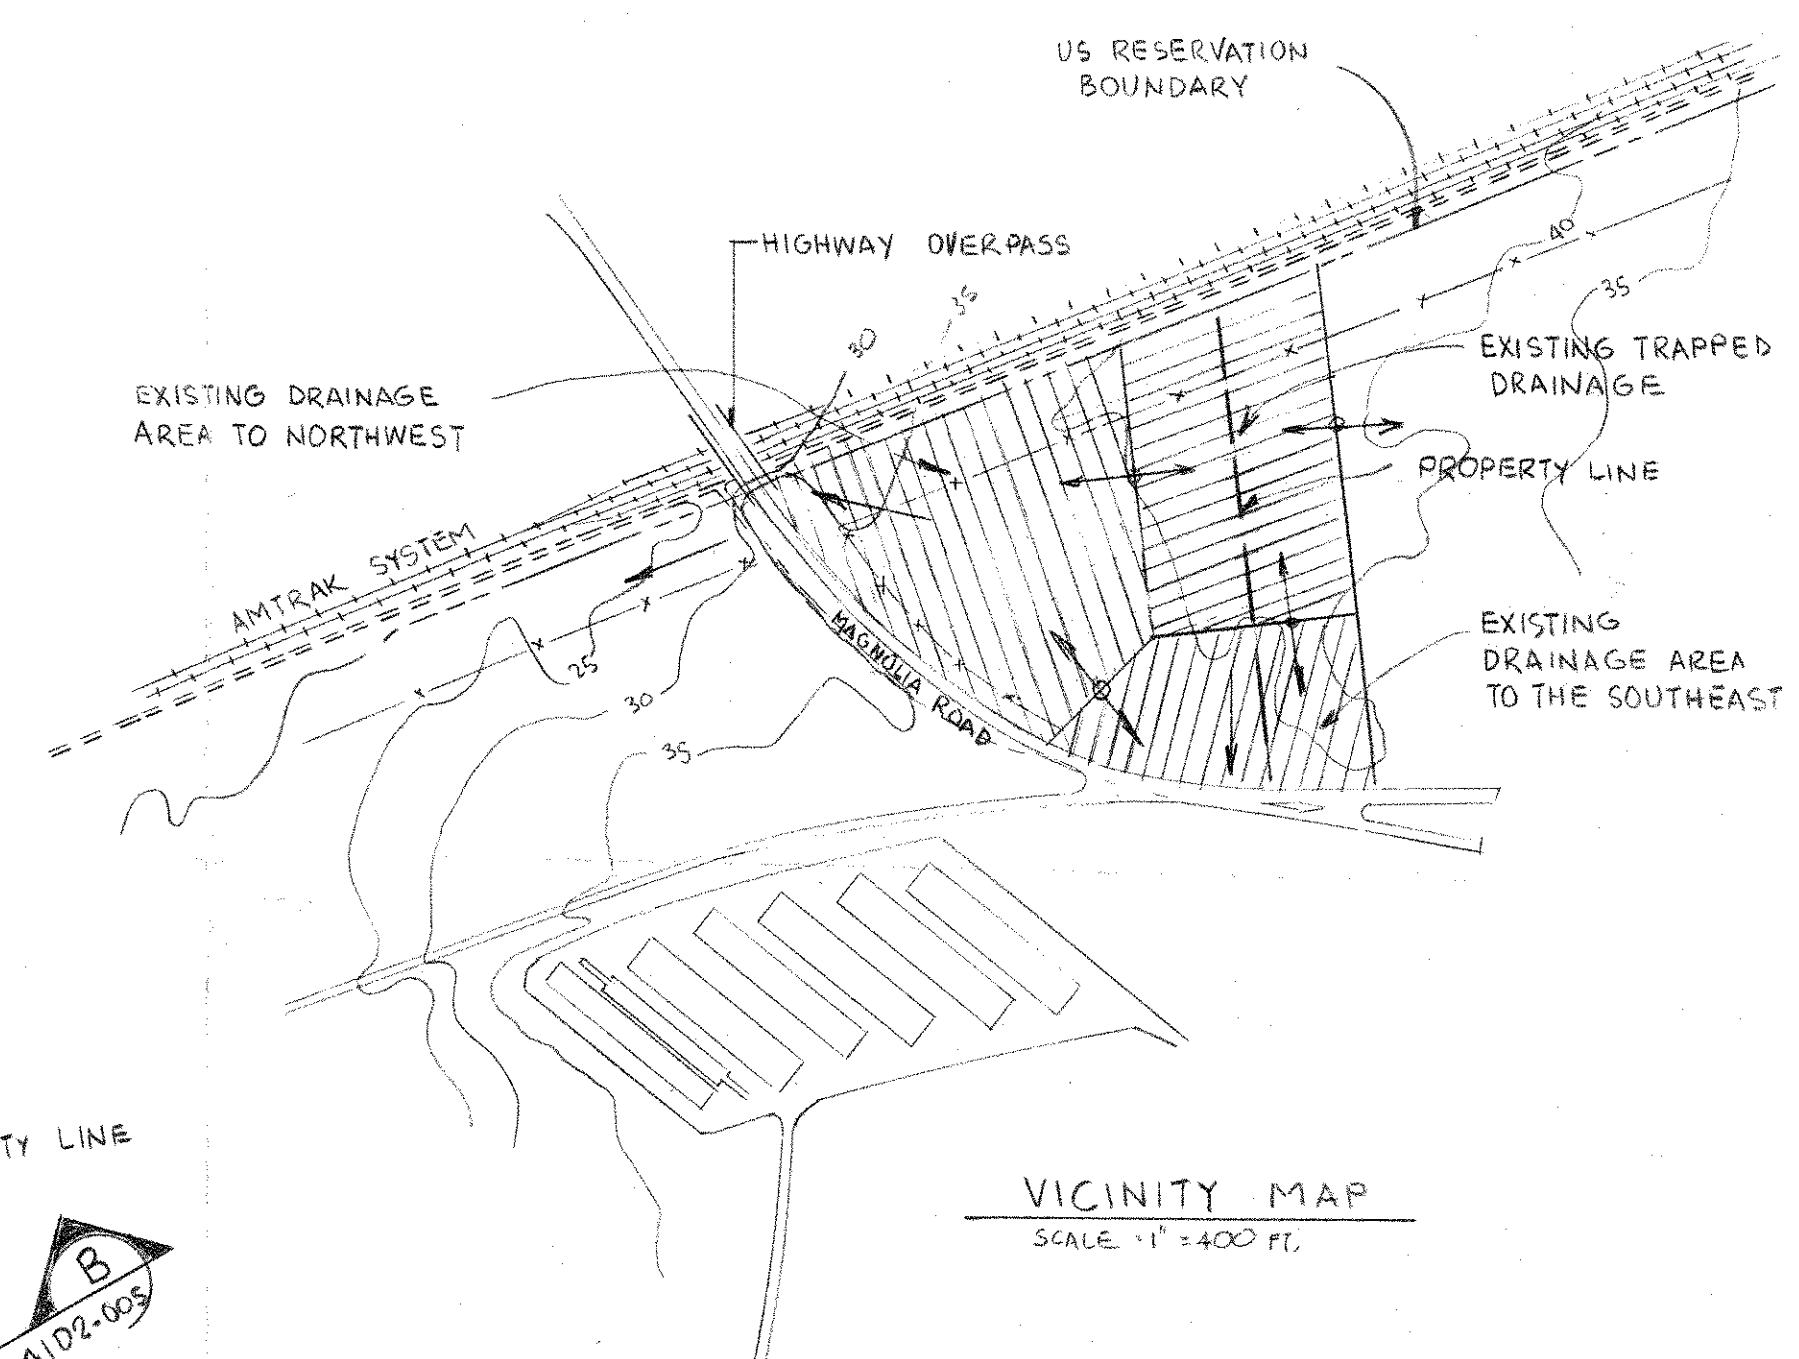 US RESERVATION
BOUNDARY
HIGHWAY OVERPASS
40
35
35
30
EXISTING TRAPPED
DRAINAGE
EXISTING DRAINAGE
AREA TO NORTHWEST
PROPERTY LINE
AMTRAK SYSTEM
EXISTING
DRAINAGE AREA
TO THE SOUTHEAST
MAGNOLIA ROAD
25
30
35
TY LINE
VICINITY MAP
SCALE : 1" = 400 FT.
B
A1D2-005